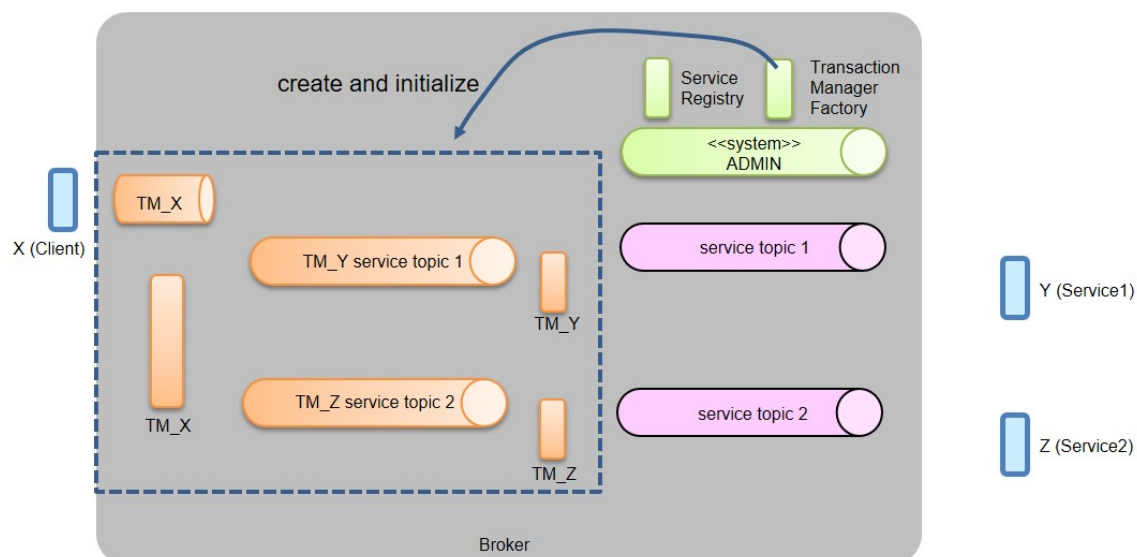 create and initialize
Service
Registry
Transaction
Manager
Factory
<<system>>
ADMIN
TM_X
X (Client)
TM_Y service topic 1
service topic 1
TM_Y
Y (Service1)
TM_X
TM_Z service topic 2
service topic 2
TM_Z
Z (Service2)
Broker